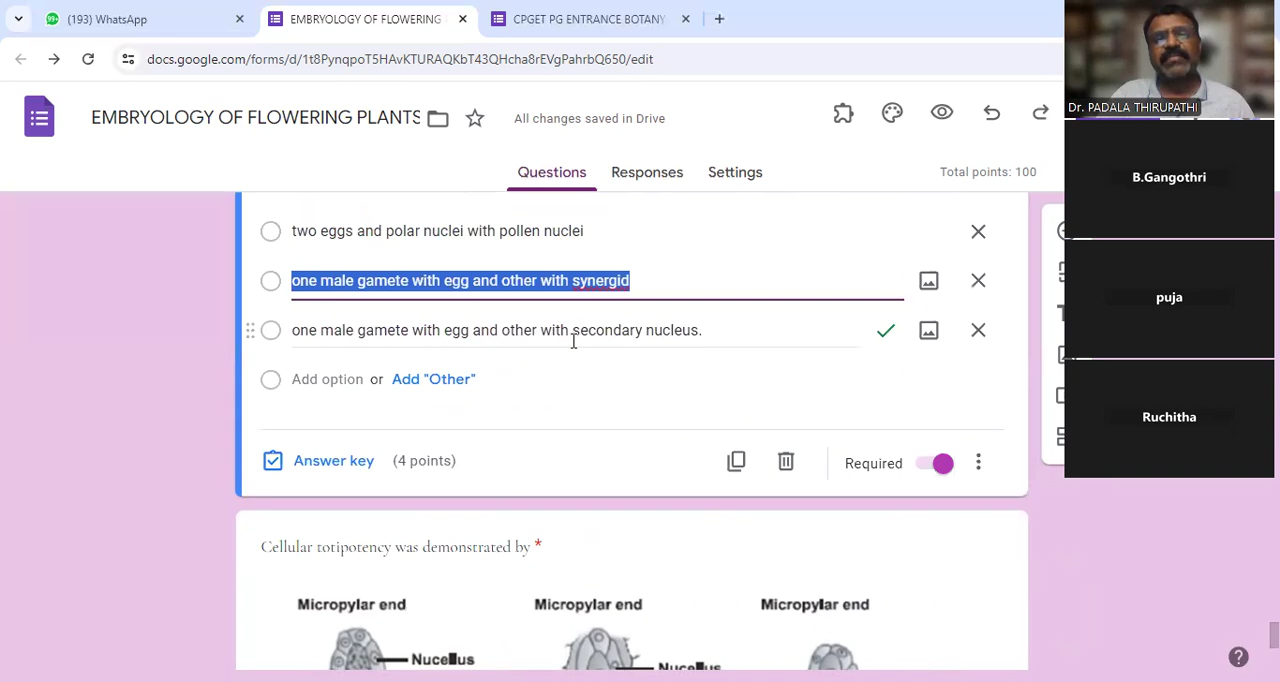 (193) WhatsApp
EMBRYOLOGY OF FLOWERING
CPGET PG ENTRANCE BOTANY
docs.google.com/forms/d/1t8PynqpoT5HAvKTURAQKbT43QHcha8rEVgPahrbQ650/edit
EMBRYOLOGY OF FLOWERING PLANTS
All changes saved in Drive
Questions
Responses
Settings
Total points: 100
two eggs and polar nuclei with pollen nuclei
one male gamete with egg and other with synergid
one male gamete with egg and other with secondary nucleus.
Add option or Add "Other"
Answer key (4 points)
Required
Cellular totipotency was demonstrated by *
Micropylar end Micropylar end Micropylar end
Nucellus Nucellus
Dr. PADALA THIRUPATHI
B.Gangothri
puja
Ruchitha